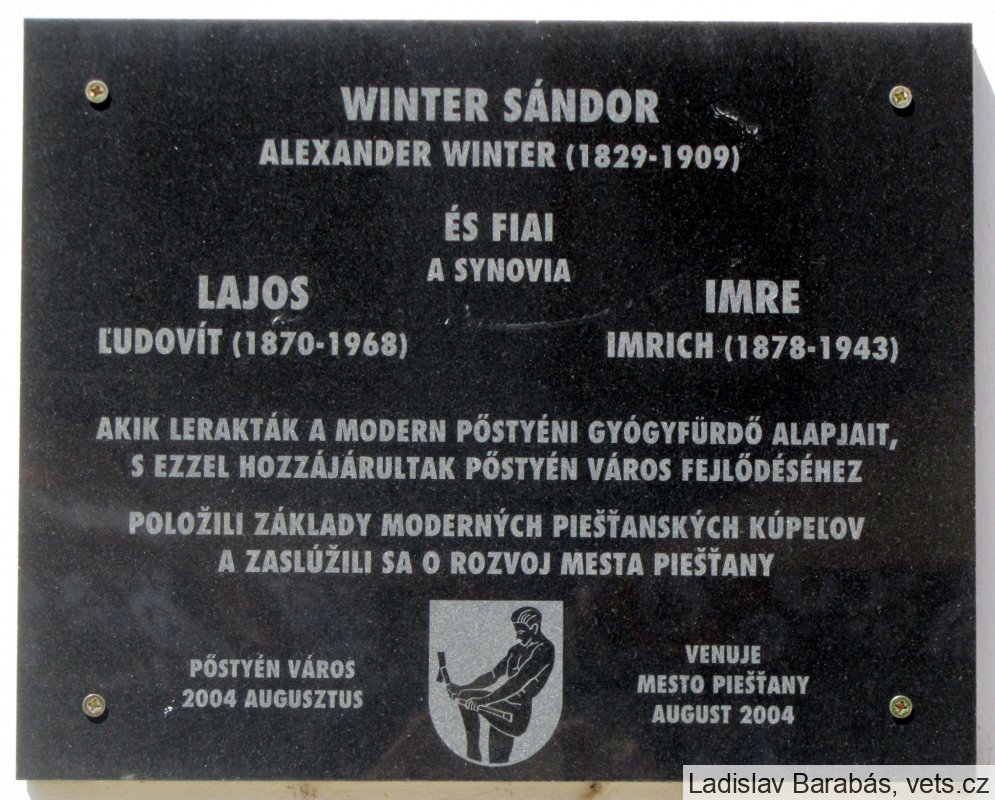 WINTER SÁNDOR
ALEXANDER WINTER (1829-1909)
ÉS FIAI
A SYNOVIA
LAJOS
ĽUDOVÍT (1870-1968)
IMRE
IMRICH (1878-1943)
AKIK LERAKTÁK A MODERN PŐSTYÉNI GYÓGYFÜRDŐ ALAPJAIT,
S EZZEL HOZZÁJÁRULTAK PŐSTYÉN VÁROS FEJLŐDÉSÉHEZ
POLOŽILI ZÁKLADY MODERNÝCH PIEŠŤANSKÝCH KÚPEĽOV
A ZASLÚŽILI SA O ROZVOJ MESTA PIEŠŤANY
PŐSTYÉN VÁROS
2004 AUGUSZTUS
VENUJE
MESTO PIEŠŤANY
AUGUST 2004
Ladislav Barabás, vets.cz